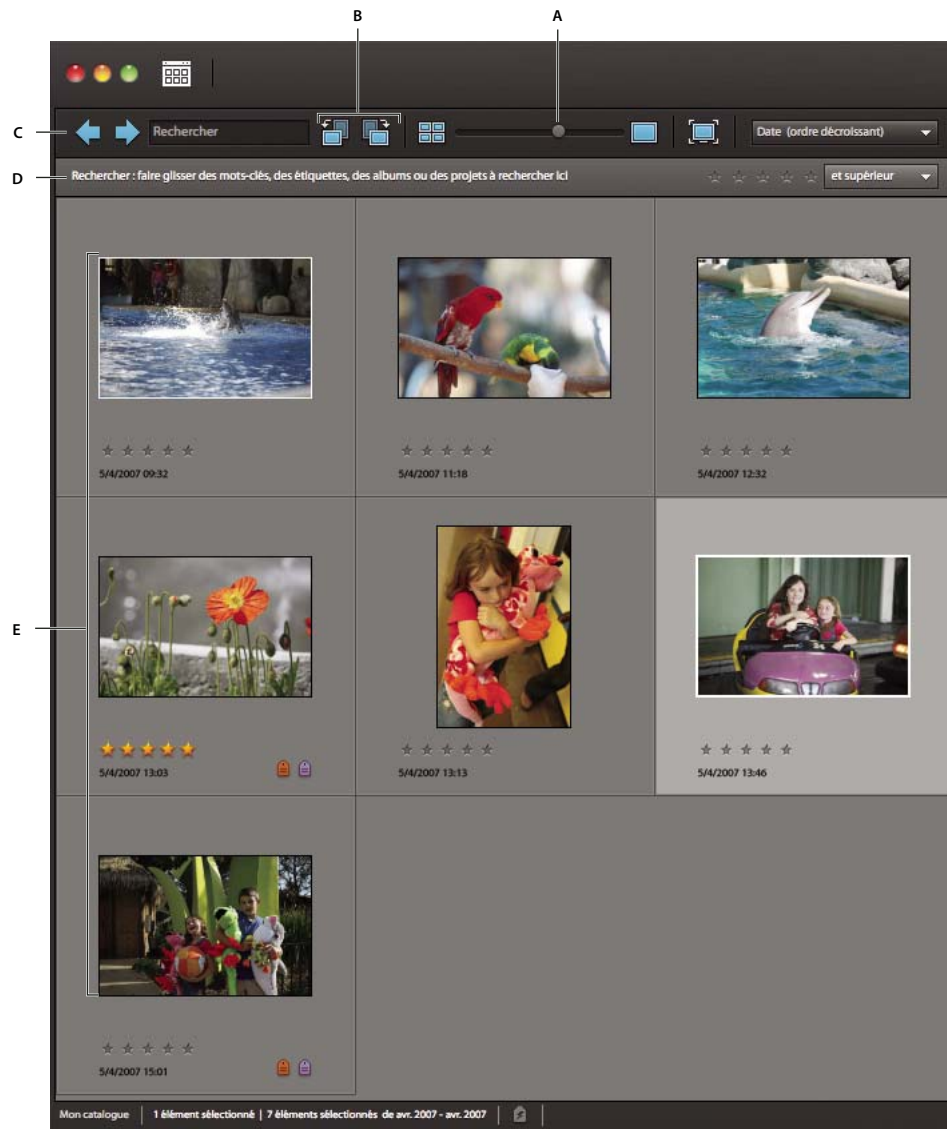 B A
C
Rechercher
Date (ordre décroissant)
D
Rechercher : faire glisser des mots-clés, des étiquettes, des albums ou des projets à rechercher ici
et supérieur
5/4/2007 09:32
5/4/2007 11:18
5/4/2007 12:32
E
5/4/2007 13:03
5/4/2007 13:13
5/4/2007 13:46
5/4/2007 15:01
Mon catalogue
1 élément sélectionné | 7 éléments sélectionnés de avr. 2007 - avr. 2007